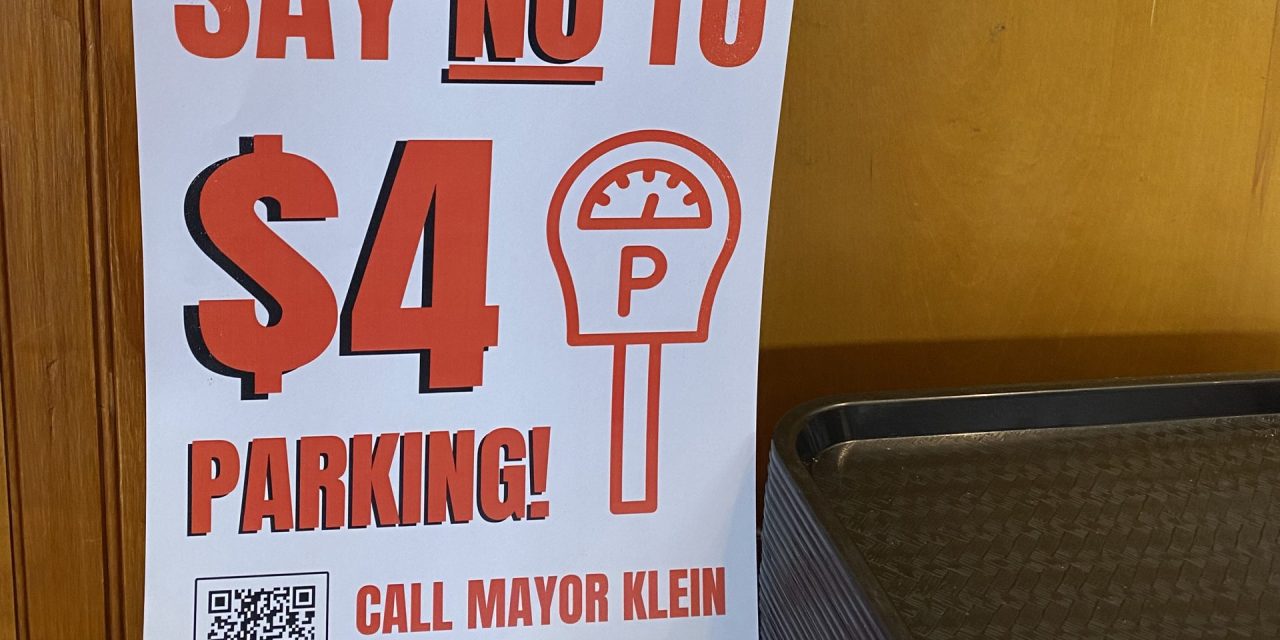 SAY NO TO
$4
P
PARKING!
CALL MAYOR KLEIN